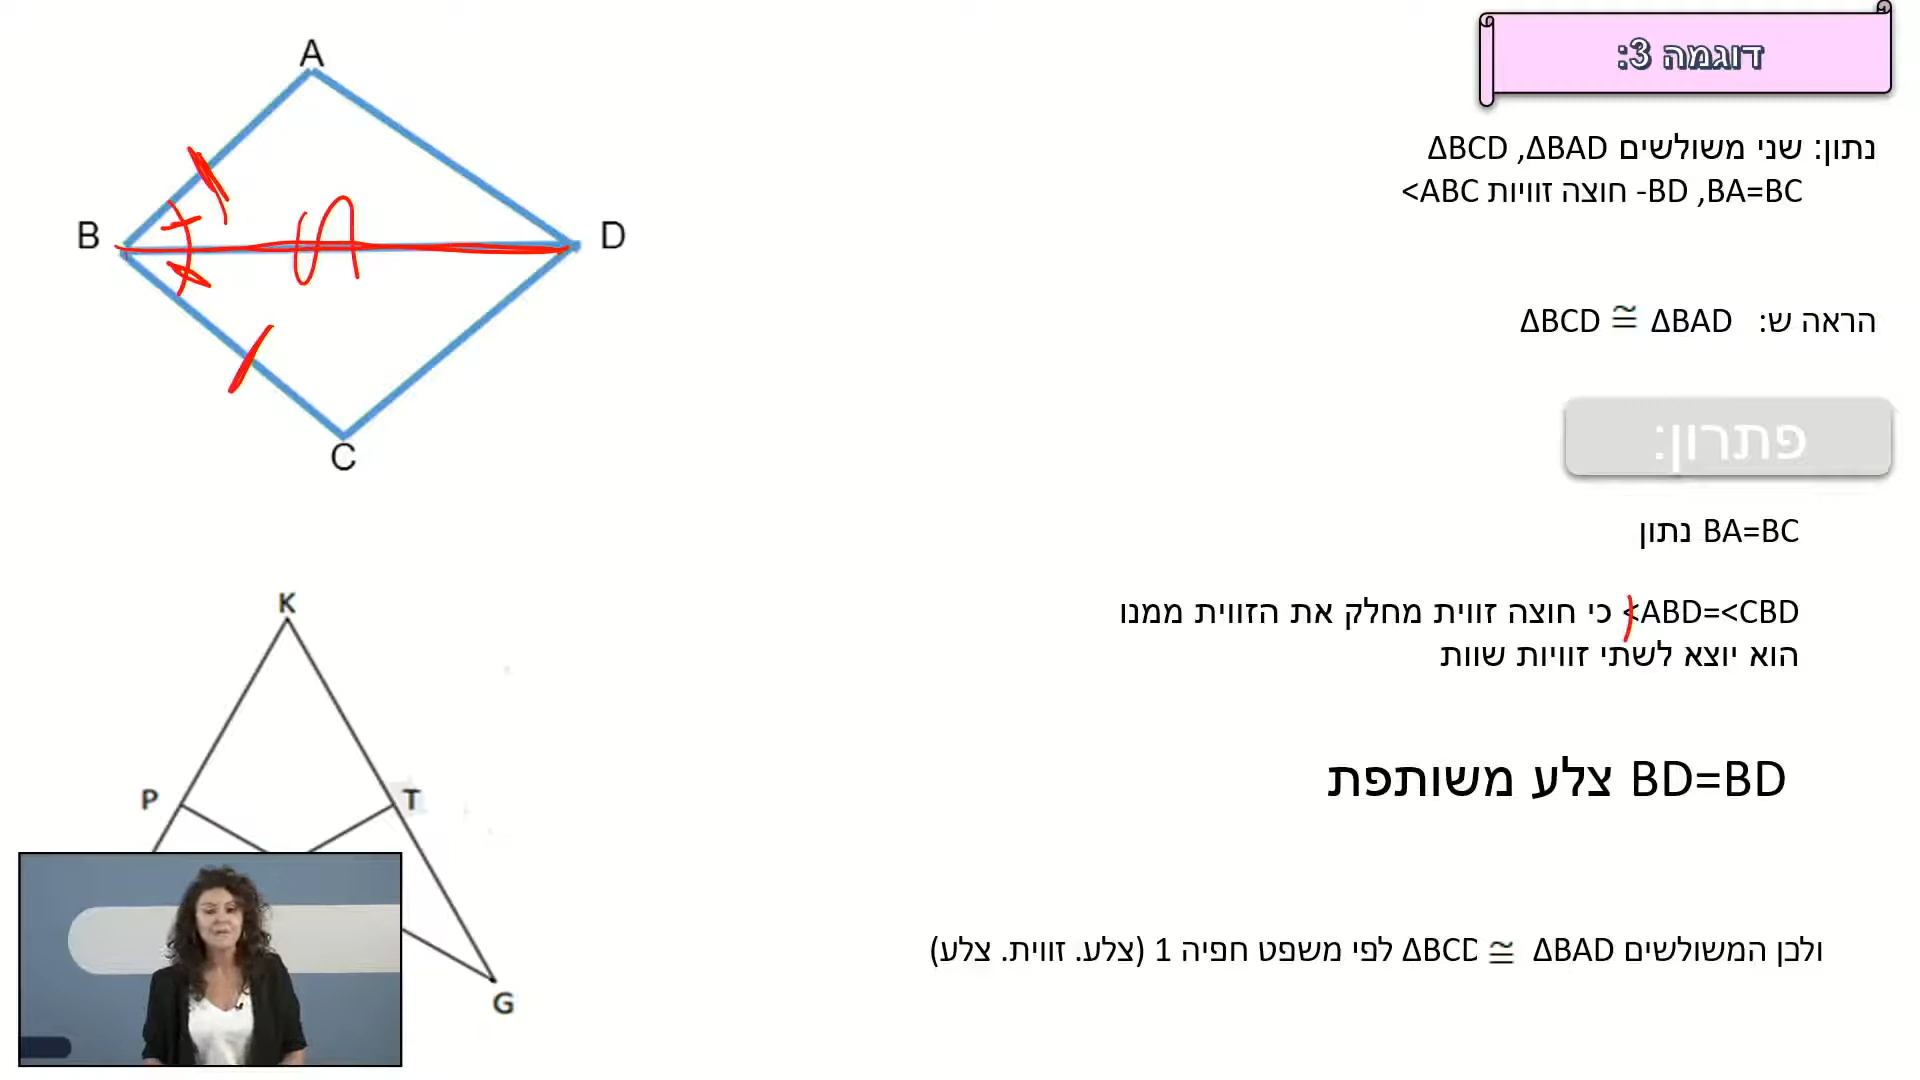 דוגמה 3:
נתון: שני משולשים ΔBCD ,ΔBAD
BD ,BA=BC- חוצה זוויות ABC>
הראה ש: ΔBCD ≅ ΔBAD
פתרון:
BA=BC נתון
<ABD=<CBD כי חוצה זווית מחלק את הזווית ממנו
הוא יוצא לשתי זוויות שוות
BD=BD צלע משותפת
ולכן המשולשים ΔBCD ≅ ΔBAD לפי משפט חפיה 1 (צלע. זווית. צלע)
A
B
D
C
K
P
T
G